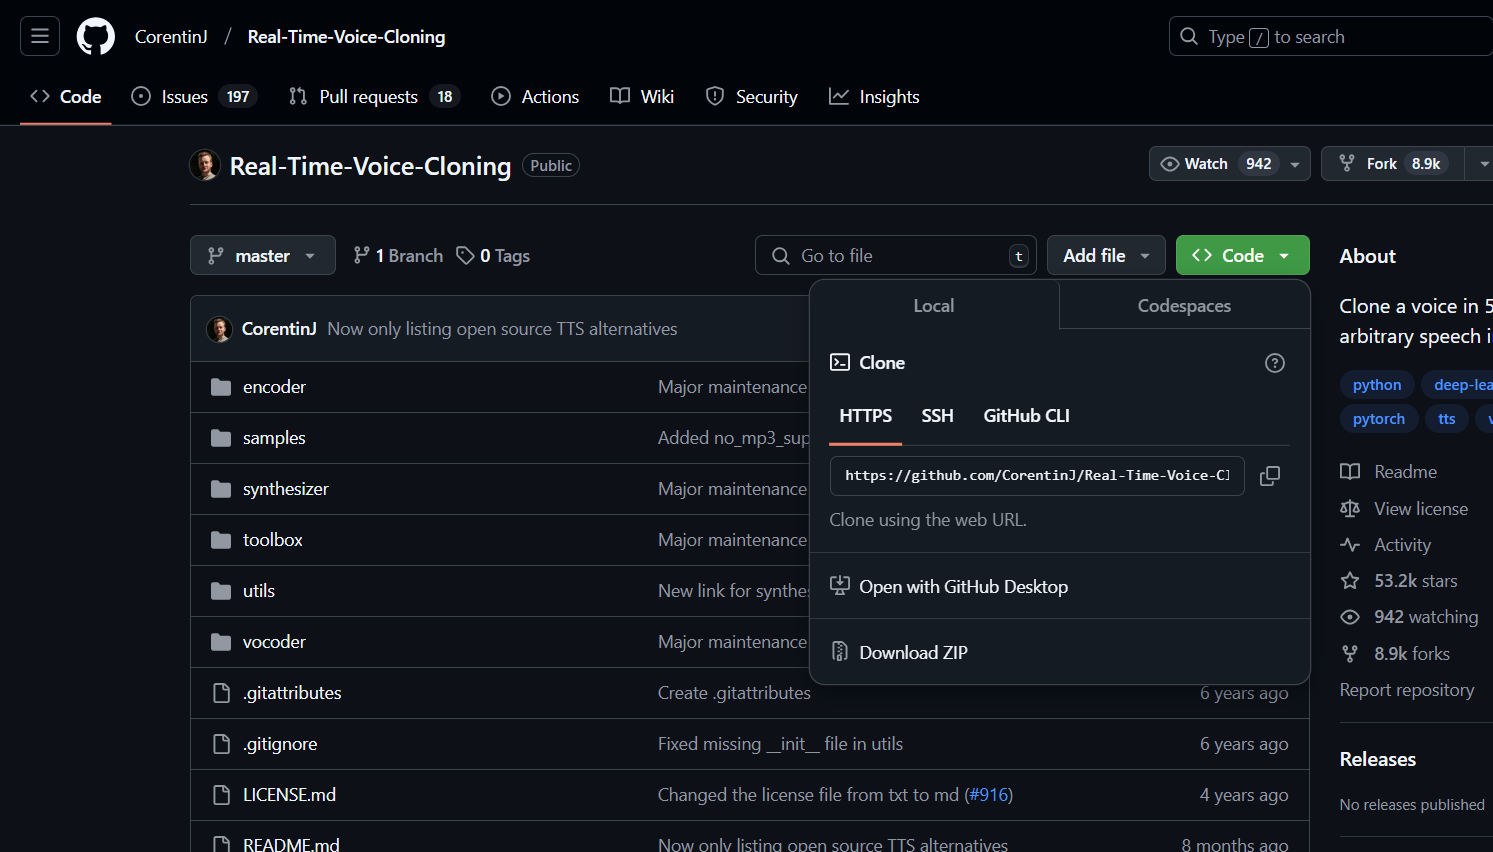 CorentinJ / Real-Time-Voice-Cloning
Type / to search
Code
Issues 197
Pull requests 18
Actions
Wiki
Security
Insights
Real-Time-Voice-Cloning Public
Watch 942
Fork 8.9k
master
1 Branch
0 Tags
Go to file t
Add file
Code
About
Clone a voice in 5
arbitrary speech i
Local
Codespaces
CorentinJ Now only listing open source TTS alternatives
Clone
HTTPS SSH GitHub CLI
https://github.com/CorentinJ/Real-Time-Voice-Cl
Clone using the web URL.
Open with GitHub Desktop
Download ZIP
encoder Major maintenance
samples Added no_mp3_sup
synthesizer Major maintenance
toolbox Major maintenance
utils New link for synthe
vocoder Major maintenance
.gitattributes Create .gitattributes 6 years ago
.gitignore Fixed missing __init__ file in utils 6 years ago
LICENSE.md Changed the license file from txt to md (#916) 4 years ago
README.md Now only listing open source TTS alternatives 8 months ago
python deep-lea
pytorch tts v
Readme
View license
Activity
53.2k stars
942 watching
8.9k forks
Report repository
Releases
No releases published